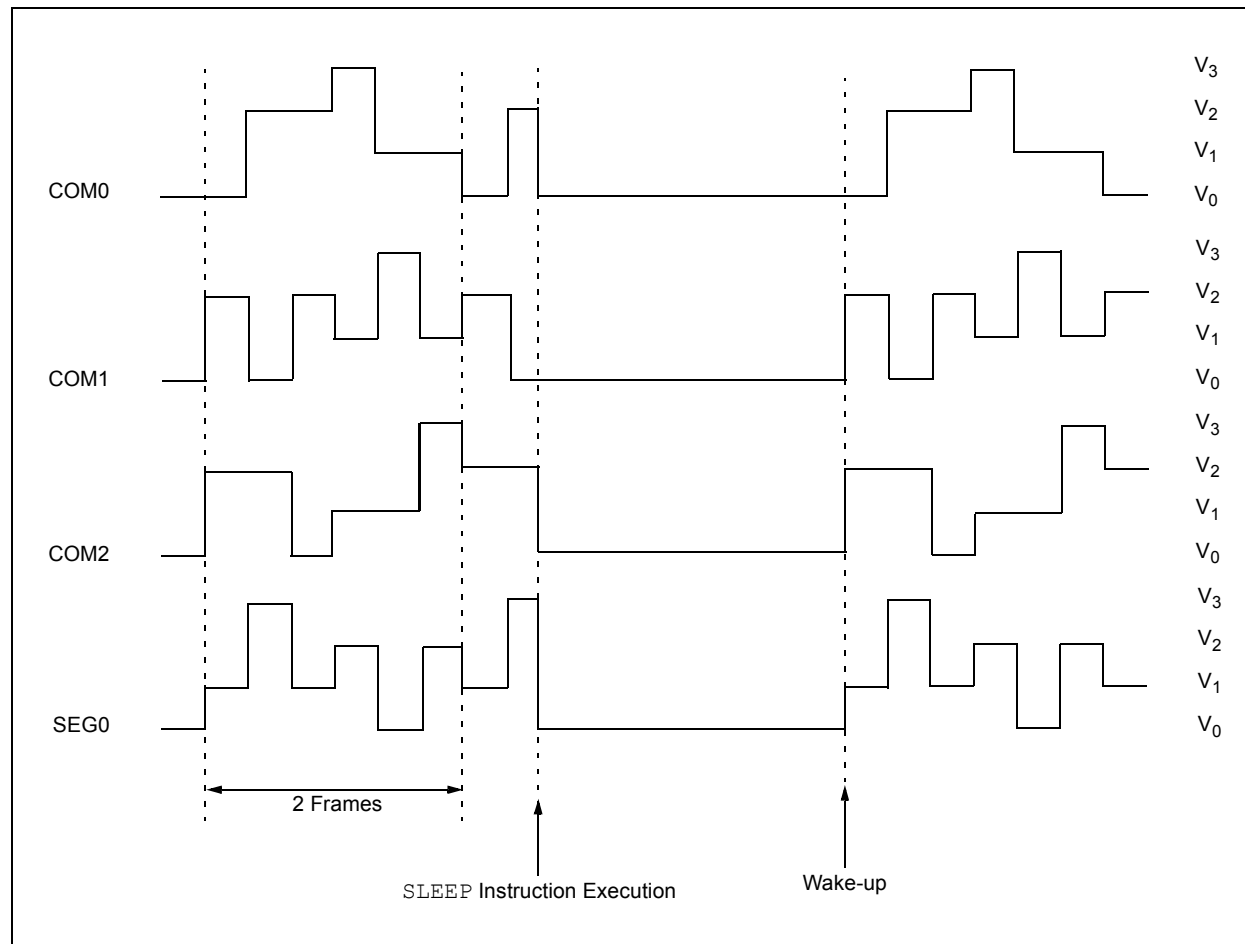 V3
V2
V1
COM0 V0
V3
V2
V1
COM1 V0
V3
V2
V1
COM2 V0
V3
V2
V1
SEG0 V0
2 Frames
SLEEP Instruction Execution
Wake-up